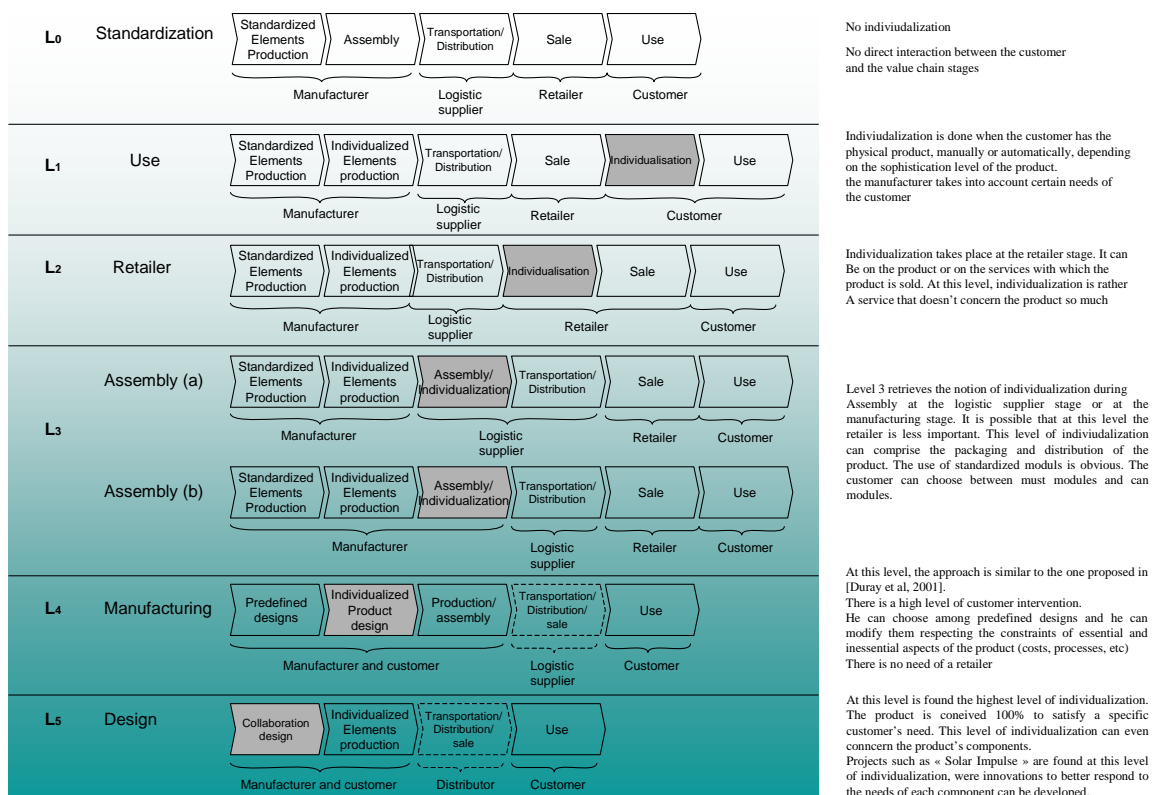 L0
Standardization
Standardized
Elements
Production
Assembly
Transportation/
Distribution
Sale
Use
Manufacturer
Logistic
supplier
Retailer
Customer
No indiviudalization
No direct interaction between the customer
and the value chain stages
L1
Use
Standardized
Elements
Production
Individualized
Elements
production
Transportation/
Distribution
Sale
Individualisation
Use
Manufacturer
Logistic
supplier
Retailer
Customer
Indiviudalization is done when the customer has the
physical product, manually or automatically, depending
on the sophistication level of the product.
the manufacturer takes into account certain needs of
the customer
L2
Retailer
Standardized
Elements
Production
Individualized
Elements
production
Transportation/
Distribution
Individualisation
Sale
Use
Manufacturer
Logistic
supplier
Retailer
Customer
Individualization takes place at the retailer stage. It can
Be on the product or on the services with which the
product is sold. At this level, individualization is rather
A service that doesn't concern the product so much
L3
Assembly (a)
Standardized
Elements
Production
Individualized
Elements
production
Assembly/
Individualization
Transportation/
Distribution
Sale
Use
Manufacturer
Logistic
supplier
Retailer
Customer
Assembly (b)
Standardized
Elements
Production
Individualized
Elements
production
Assembly/
Individualization
Transportation/
Distribution
Sale
Use
Manufacturer
Logistic
supplier
Retailer
Customer
Level 3 retrieves the notion of individualization during
Assembly at the logistic supplier stage or at the
manufacturing stage. It is possible that at this level the
retailer is less important. This level of indiviudalization
can comprise the packaging and distribution of the
product. The use of standardized moduls is obvious. The
customer can choose between must modules and can
modules.
L4
Manufacturing
Predefined
designs
Individualized
Product
design
Production/
assembly
Transportation/
Distribution/
sale
Use
Manufacturer and customer
Logistic
supplier
Customer
At this level, the approach is similar to the one proposed in
[Duray et al, 2001].
There is a high level of customer intervention.
He can choose among predefined designs and he can
modify them respecting the constraints of essential and
inessential aspects of the product (costs, processes, etc)
There is no need of a retailer
L5
Design
Collaboration
design
Individualized
Elements
production
Transportation/
Distribution/
sale
Use
Manufacturer and customer
Distributor
Customer
At this level is found the highest level of individualization.
The product is coneived 100% to satisfy a specific
customer's need. This level of individualization can even
conncern the product's components.
Projects such as « Solar Impulse » are found at this level
of individualization, were innovations to better respond to
the needs of each component can be developed.